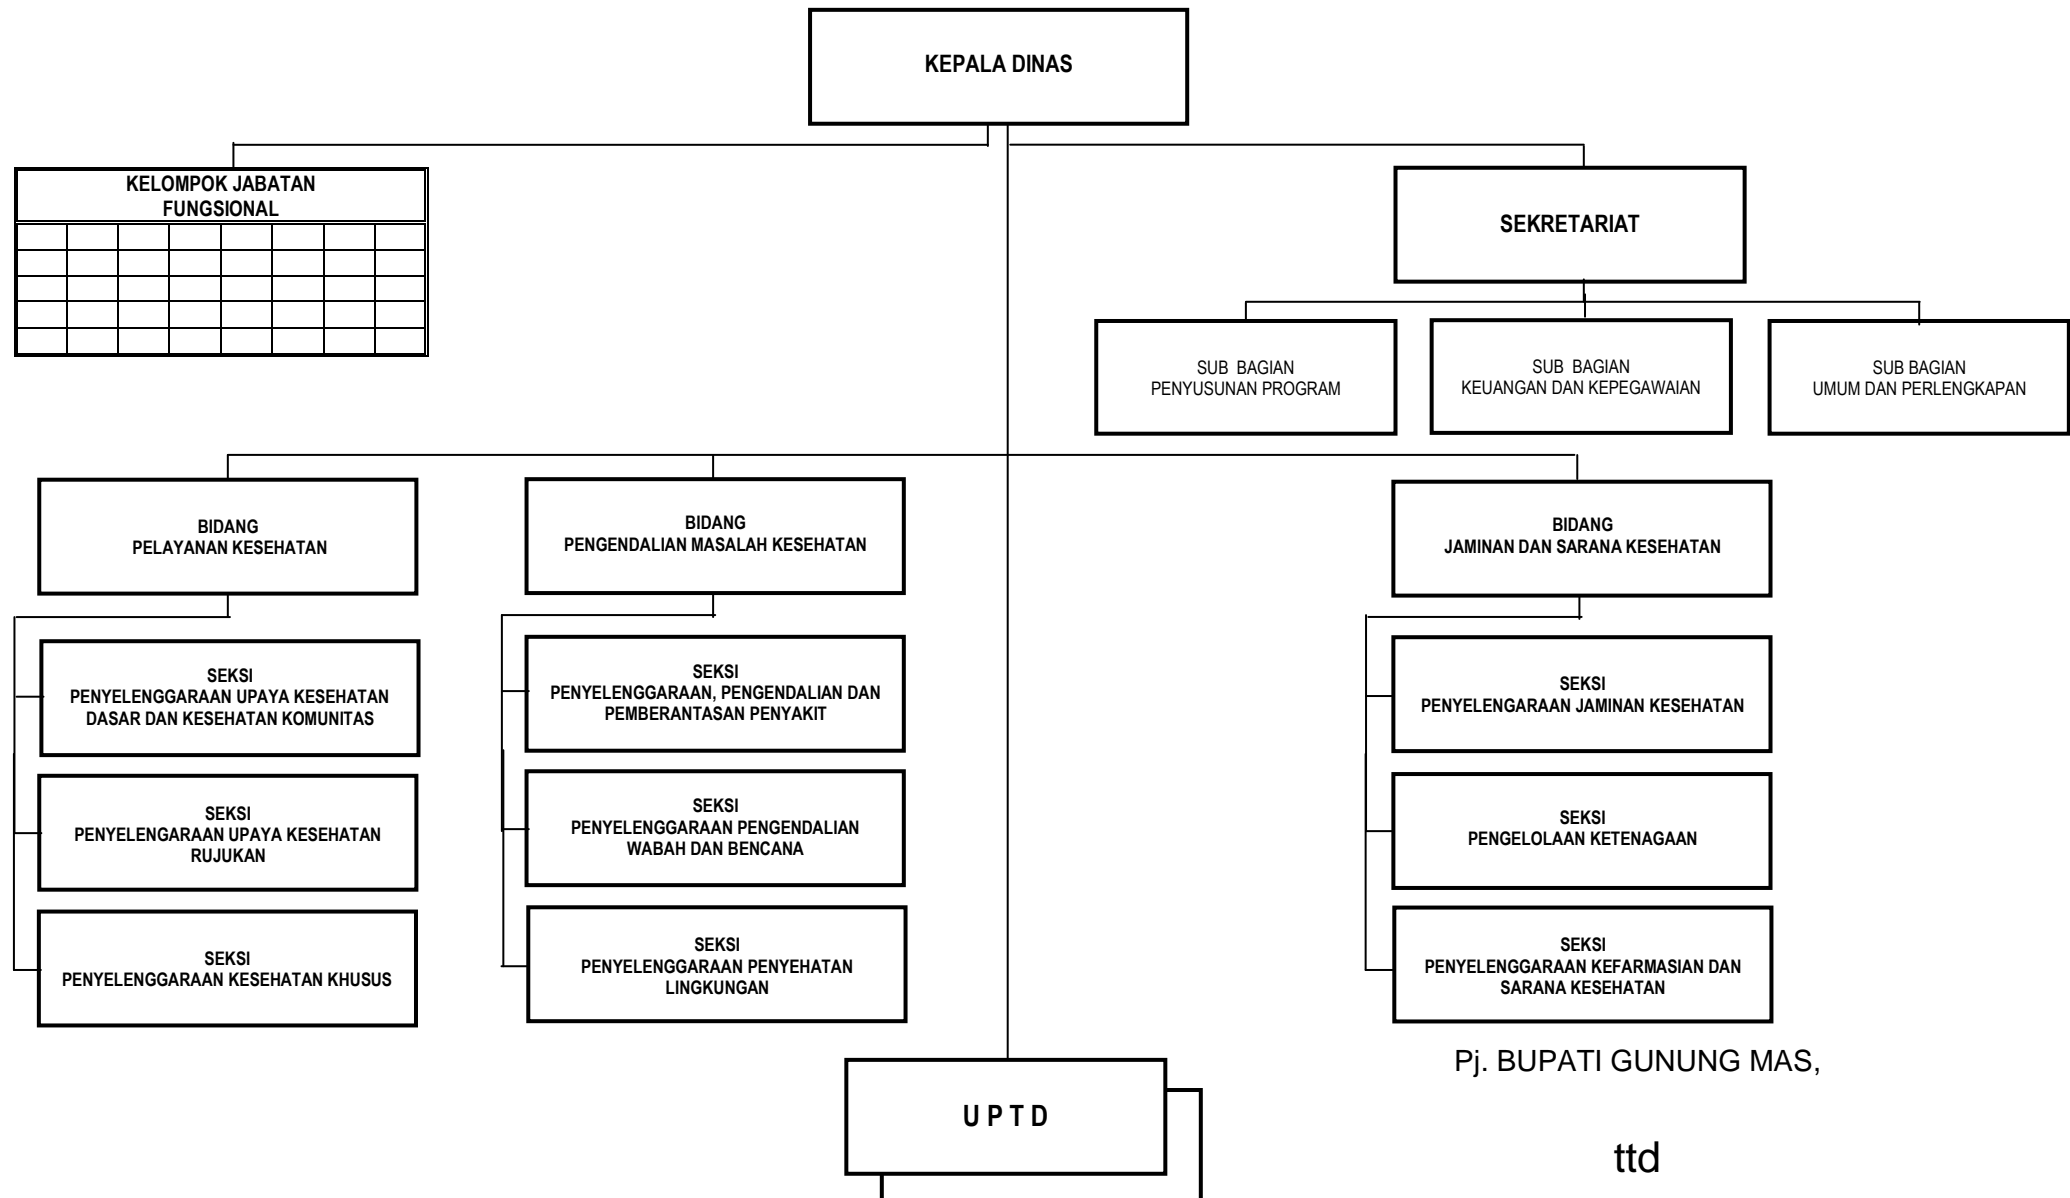 KEPALA DINAS
KELOMPOK JABATAN
FUNGSIONAL
SEKRETARIAT
SUB BAGIAN
PENYUSUNAN PROGRAM
SUB BAGIAN
KEUANGAN DAN KEPEGAWAIAN
SUB BAGIAN
UMUM DAN PERLENGKAPAN
BIDANG
PELAYANAN KESEHATAN
BIDANG
PENGENDALIAN MASALAH KESEHATAN
BIDANG
JAMINAN DAN SARANA KESEHATAN
SEKSI
PENYELENGGARAAN UPAYA KESEHATAN
DASAR DAN KESEHATAN KOMUNITAS
SEKSI
PENYELENGGARAAN, PENGENDALIAN DAN
PEMBERANTASAN PENYAKIT
SEKSI
PENYELENGARAAN JAMINAN KESEHATAN
SEKSI
PENYELENGARAAN UPAYA KESEHATAN
RUJUKAN
SEKSI
PENYELENGGARAAN PENGENDALIAN
WABAH DAN BENCANA
SEKSI
PENGELOLAAN KETENAGAAN
SEKSI
PENYELENGGARAAN KESEHATAN KHUSUS
SEKSI
PENYELENGGARAAN PENYEHATAN
LINGKUNGAN
SEKSI
PENYELENGGARAAN KEFARMASIAN DAN
SARANA KESEHATAN
Pj. BUPATI GUNUNG MAS,
U P T D
ttd